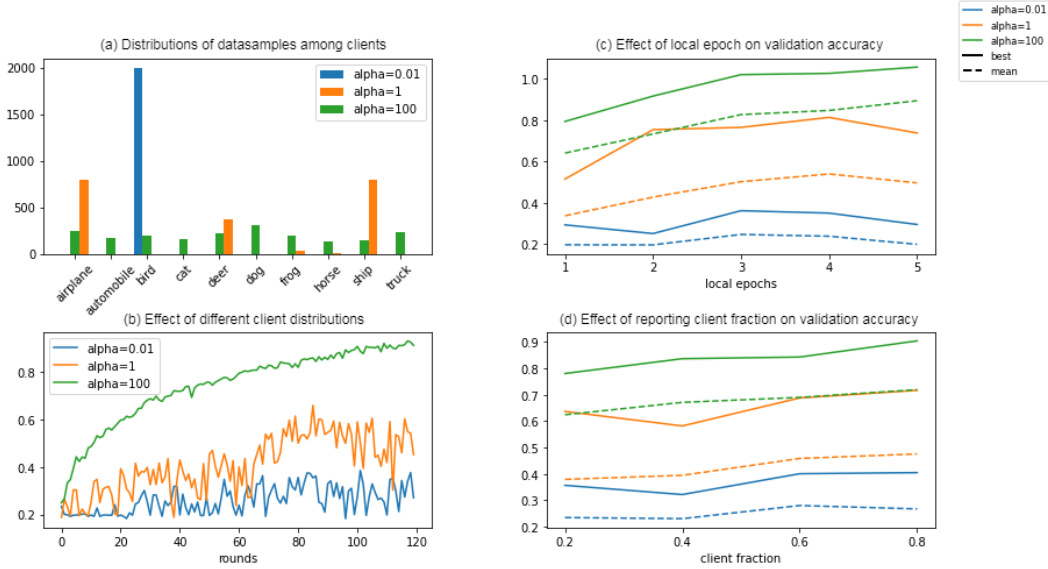 alpha=0.01
alpha=1
alpha=100
best
mean
(a) Distributions of datasamples among clients
2000
1500
1000
500
0
alpha=0.01
alpha=1
alpha=100
airplane
automobile
bird
cat
deer
dog
frog
horse
ship
truck
(c) Effect of local epoch on validation accuracy
1.0
0.8
0.6
0.4
0.2
1 2 3 4 5
local epochs
(b) Effect of different client distributions
0.8
0.6
0.4
0.2
alpha=0.01
alpha=1
alpha=100
0 20 40 60 80 100 120
rounds
(d) Effect of reporting client fraction on validation accuracy
0.9
0.8
0.7
0.6
0.5
0.4
0.3
0.2
0.2 0.4 0.6 0.8
client fraction